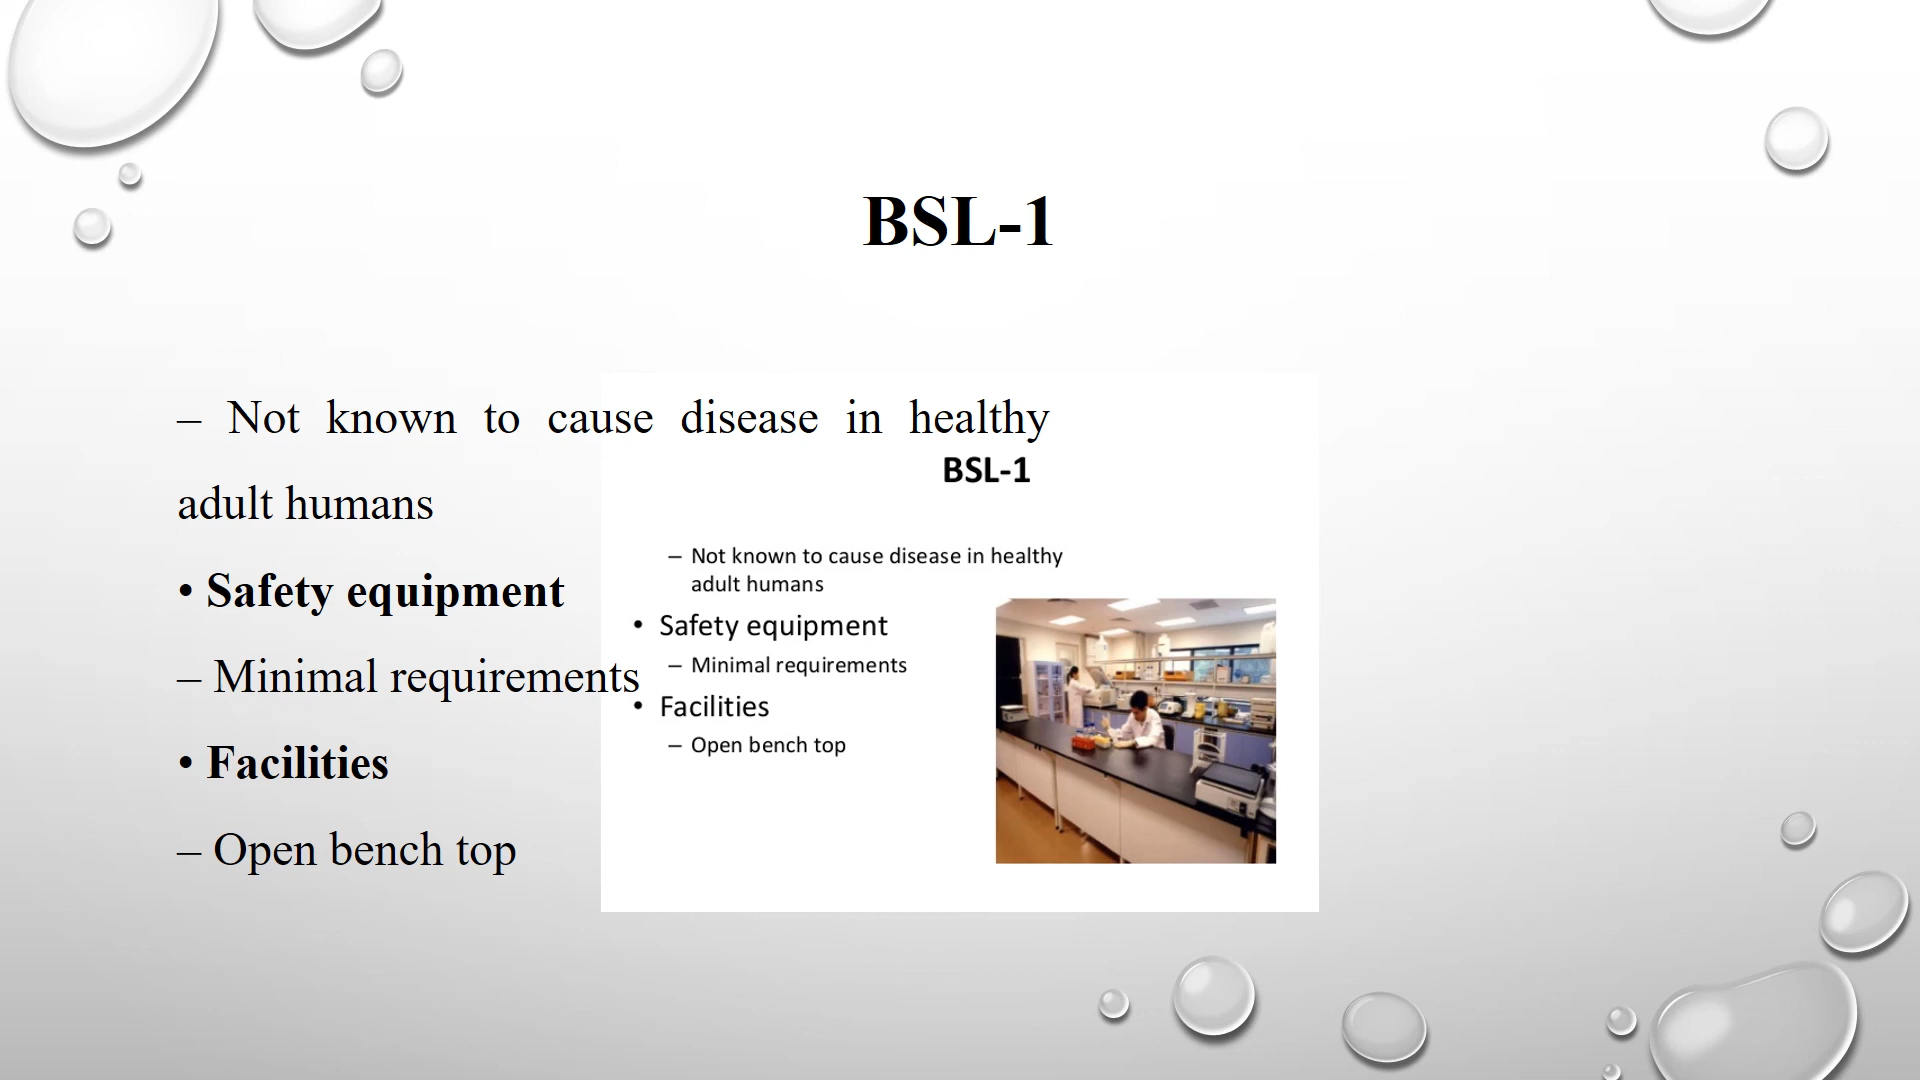 BSL-1
– Not known to cause disease in healthy
adult humans
• Safety equipment
– Minimal requirements
• Facilities
– Open bench top
BSL-1
– Not known to cause disease in healthy
adult humans
• Safety equipment
– Minimal requirements
• Facilities
– Open bench top